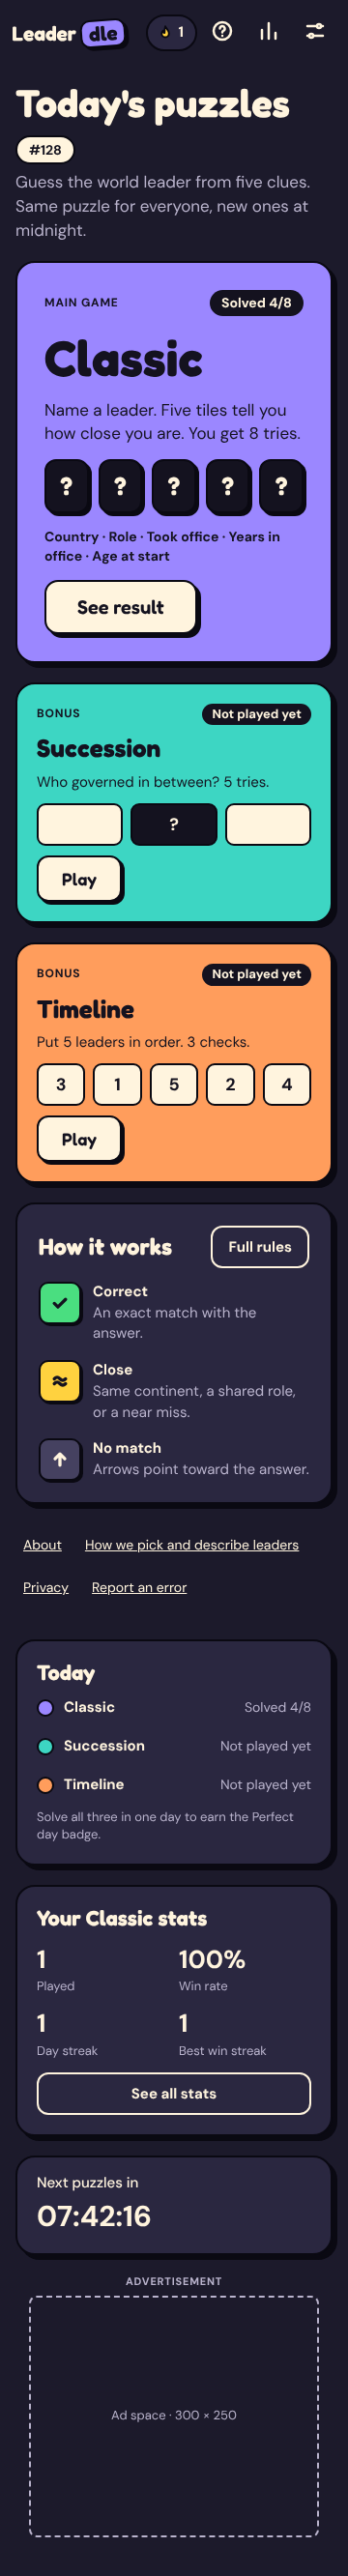 Leader dle 1
Today's puzzles
#128
Guess the world leader from five clues.
Same puzzle for everyone, new ones at
midnight.
MAIN GAME Solved 4/8
Classic
Name a leader. Five tiles tell you
how close you are. You get 8 tries.
? ? ? ? ?
Country · Role · Took office · Years in
office · Age at start
See result
BONUS Not played yet
Succession
Who governed in between? 5 tries.
?
Play
BONUS Not played yet
Timeline
Put 5 leaders in order. 3 checks.
3 1 5 2 4
Play
How it works Full rules
Correct
An exact match with the
answer.
≈ Close
Same continent, a shared role,
or a near miss.
No match
Arrows point toward the answer.
About How we pick and describe leaders
Privacy Report an error
Today
Classic Solved 4/8
Succession Not played yet
Timeline Not played yet
Solve all three in one day to earn the Perfect
day badge.
Your Classic stats
1 100%
Played Win rate
1 1
Day streak Best win streak
See all stats
Next puzzles in
07:42:16
ADVERTISEMENT
Ad space · 300 × 250